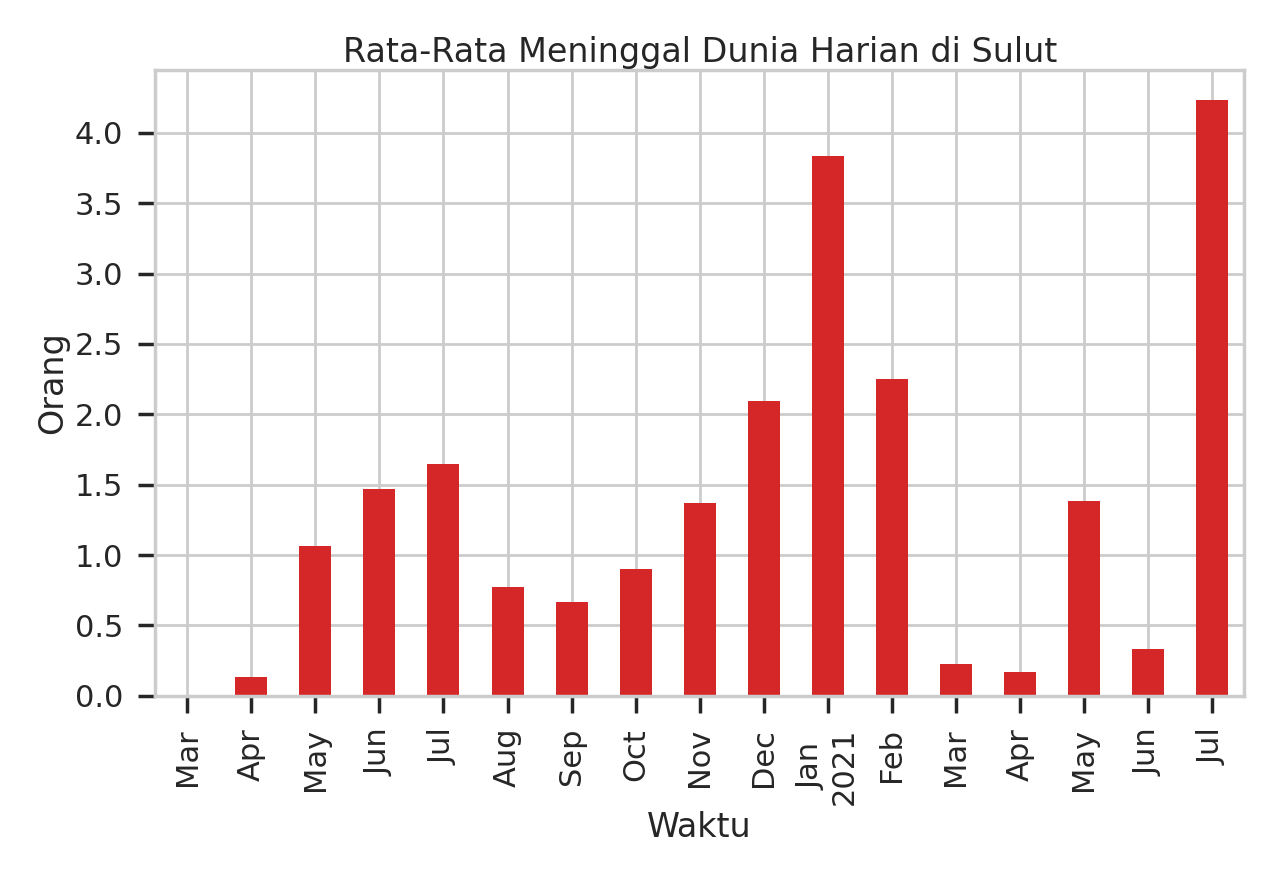 Rata-Rata Meninggal Dunia Harian di Sulut
4.0
3.5
3.0
2.5
2.0
1.5
1.0
0.5
0.0
Orang
Mar
Apr
May
Jun
Jul
Aug
Sep
Oct
Nov
Dec
Jan
2021
Feb
Mar
Apr
May
Jun
Jul
Waktu